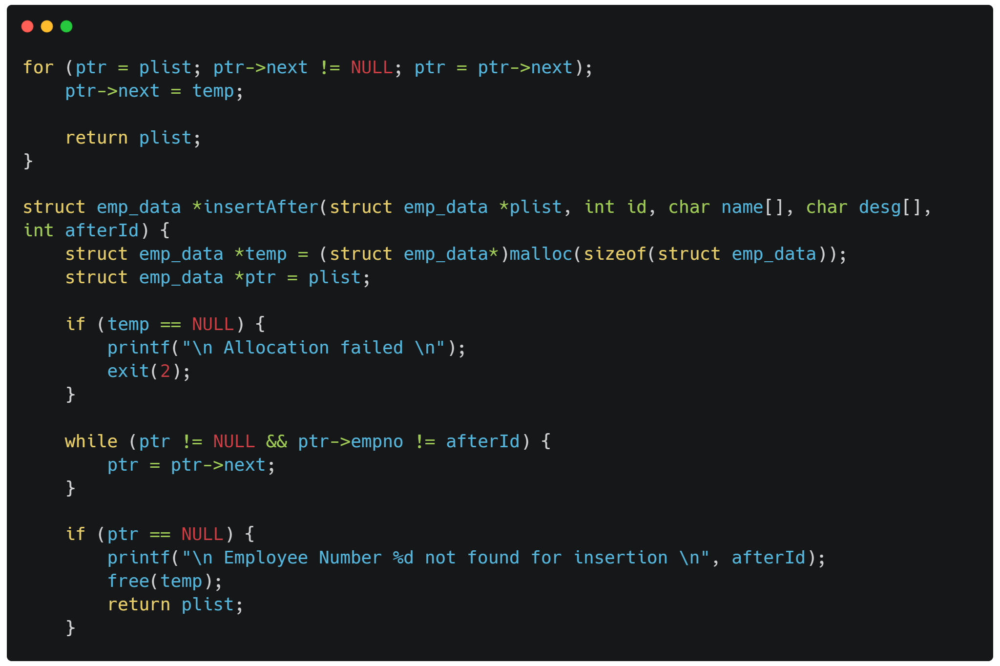 for (ptr = plist; ptr->next != NULL; ptr = ptr->next);
    ptr->next = temp;

    return plist;
}

struct emp_data *insertAfter(struct emp_data *plist, int id, char name[], char desg[],
int afterId) {
    struct emp_data *temp = (struct emp_data*)malloc(sizeof(struct emp_data));
    struct emp_data *ptr = plist;

    if (temp == NULL) {
        printf("\n Allocation failed \n");
        exit(2);
    }

    while (ptr != NULL && ptr->empno != afterId) {
        ptr = ptr->next;
    }

    if (ptr == NULL) {
        printf("\n Employee Number %d not found for insertion \n", afterId);
        free(temp);
        return plist;
    }